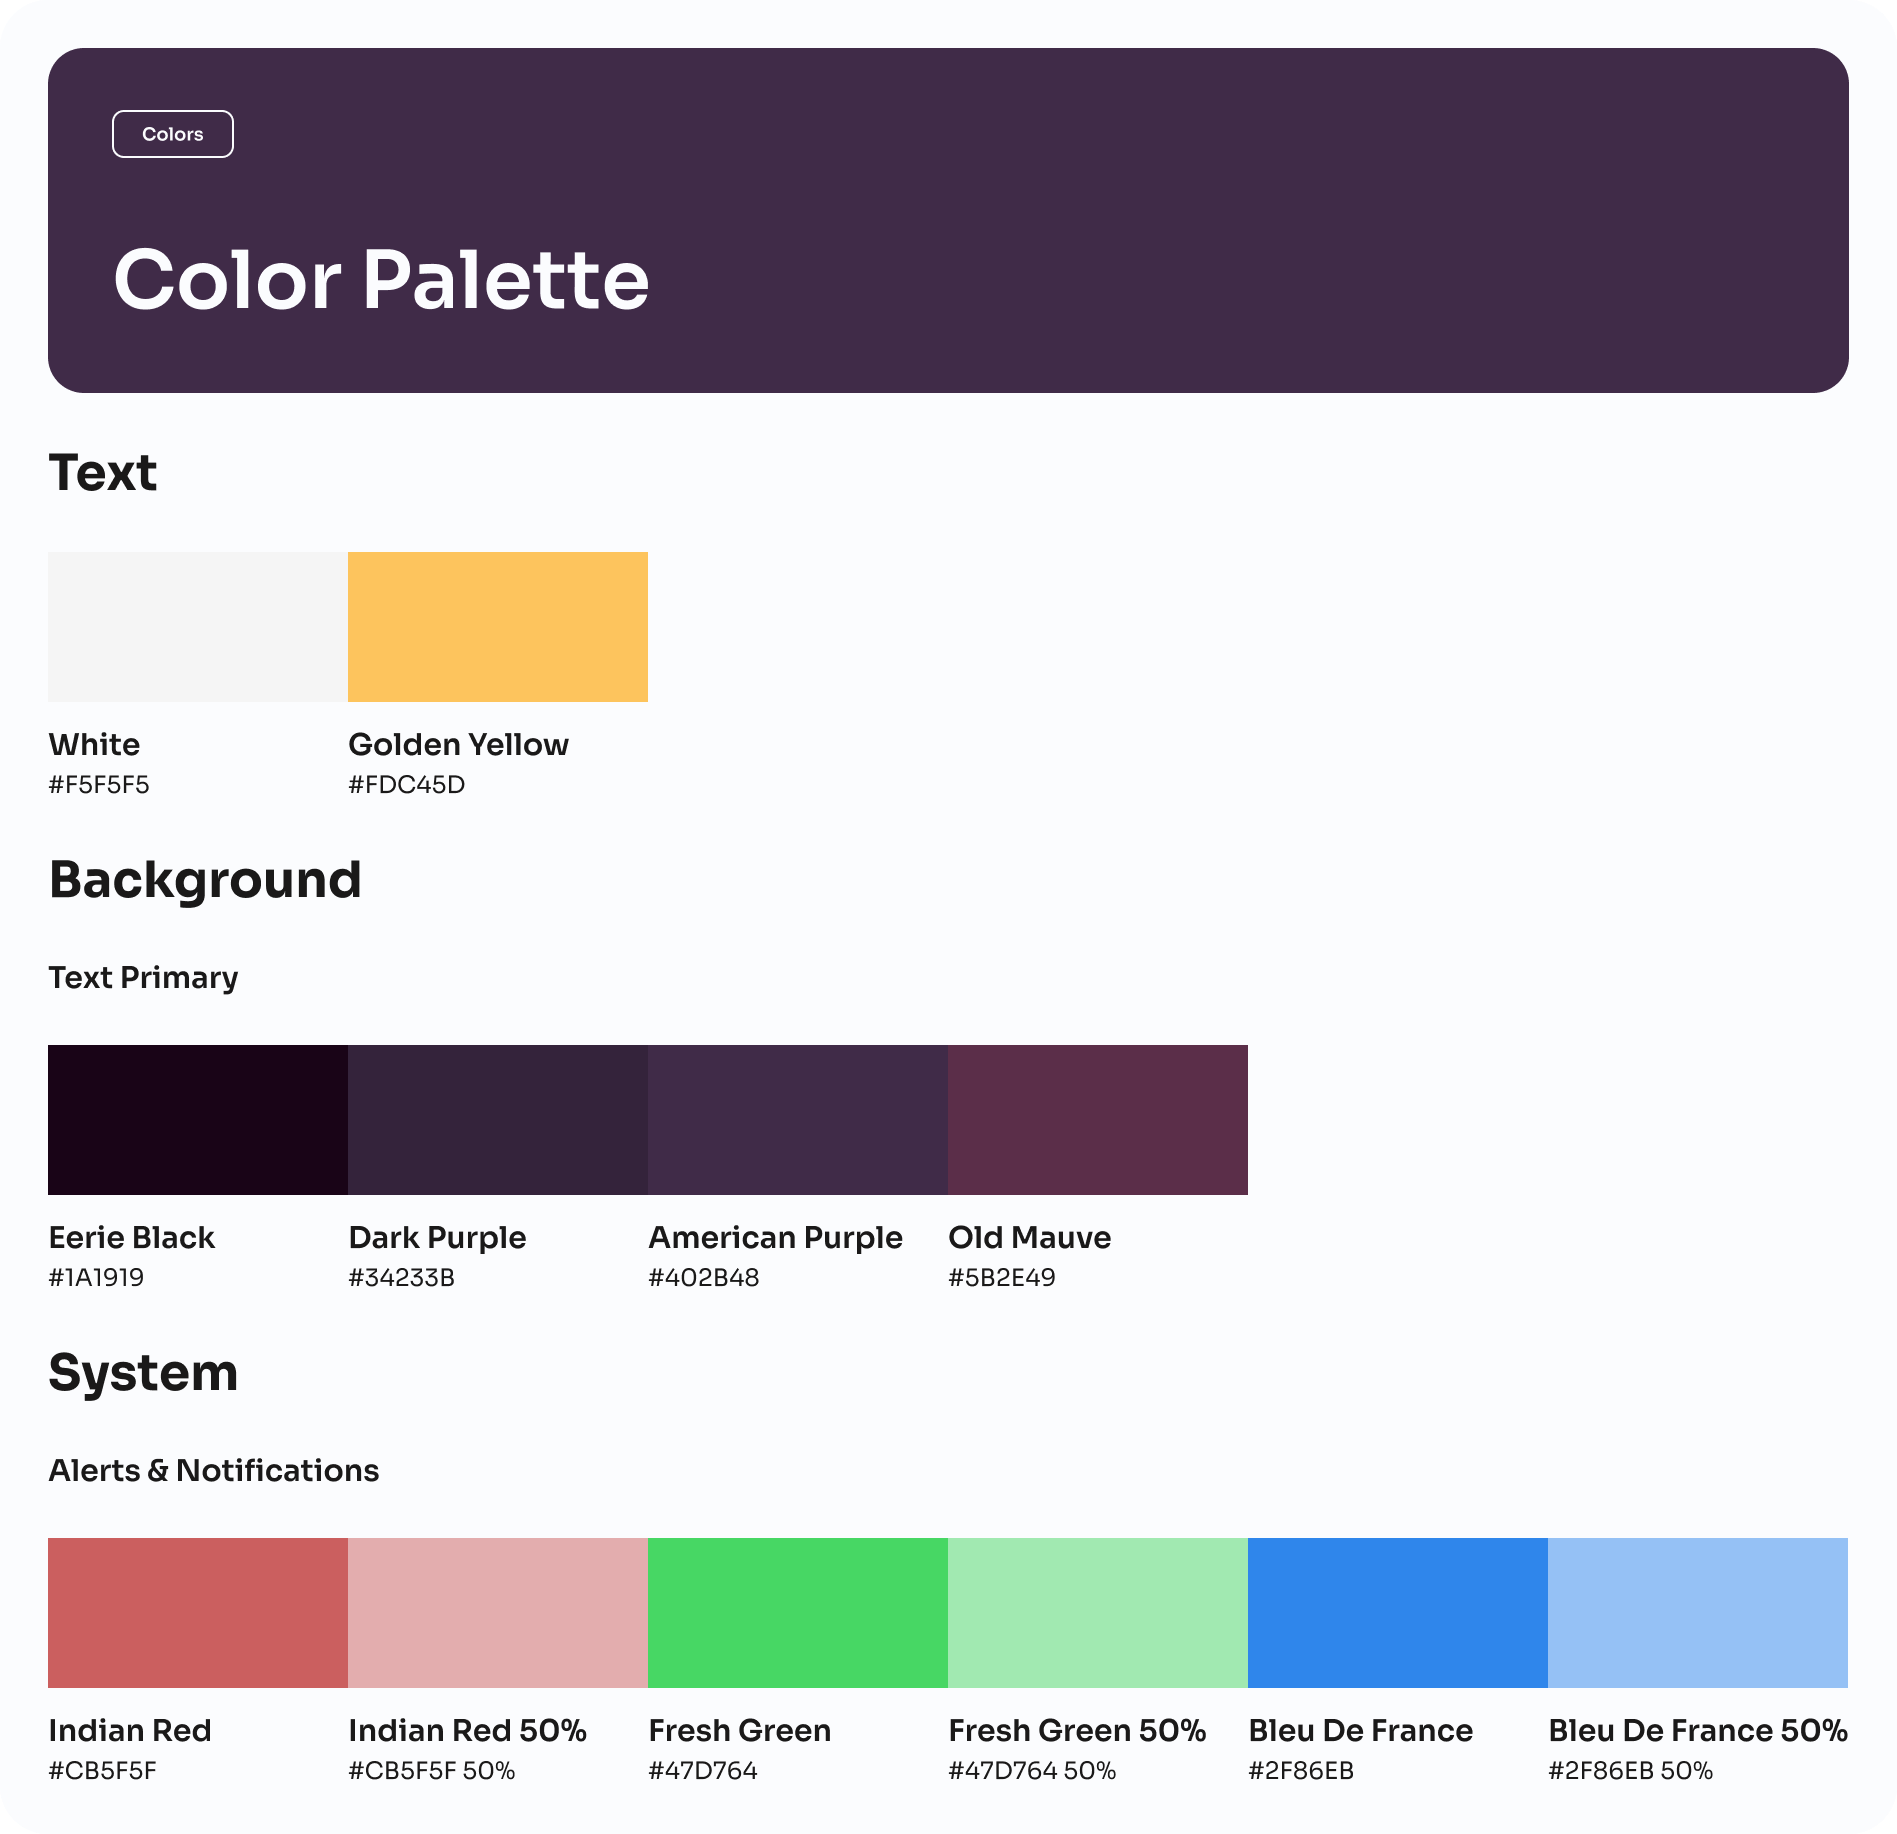 Colors
Color Palette
Text
White
#F5F5F5
Golden Yellow
#FDC45D
Background
Text Primary
Eerie Black
#1A1919
Dark Purple
#34233B
American Purple
#402B48
Old Mauve
#5B2E49
System
Alerts & Notifications
Indian Red
#CB5F5F
Indian Red 50%
#CB5F5F 50%
Fresh Green
#47D764
Fresh Green 50%
#47D764 50%
Bleu De France
#2F86EB
Bleu De France 50%
#2F86EB 50%